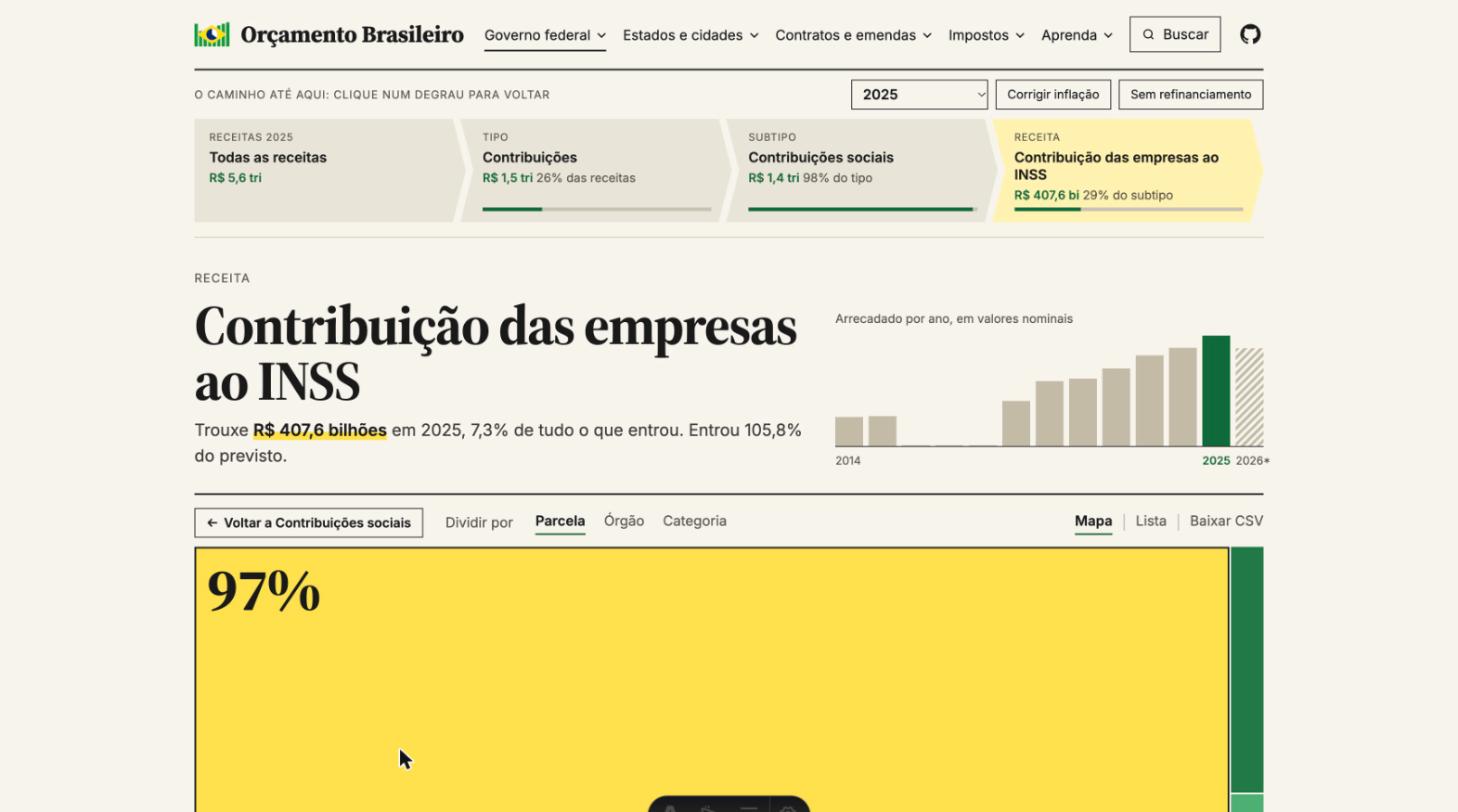 Orçamento Brasileiro
Governo federal
Estados e cidades
Contratos e emendas
Impostos
Aprenda
Buscar
O CAMINHO ATÉ AQUI: CLIQUE NUM DEGRAU PARA VOLTAR
2025
Corrigir inflação
Sem refinanciamento
RECEITAS 2025
Todas as receitas
R$ 5,6 tri
TIPO
Contribuições
R$ 1,5 tri 26% das receitas
SUBTIPO
Contribuições sociais
R$ 1,4 tri 98% do tipo
RECEITA
Contribuição das empresas ao
INSS
R$ 407,6 bi 29% do subtipo
RECEITA
Contribuição das empresas
ao INSS
Trouxe R$ 407,6 bilhões em 2025, 7,3% de tudo o que entrou. Entrou 105,8%
do previsto.
Arrecadado por ano, em valores nominais
2014
2025
2026*
← Voltar a Contribuições sociais
Dividir por
Parcela
Órgão
Categoria
Mapa
Lista
Baixar CSV
97%